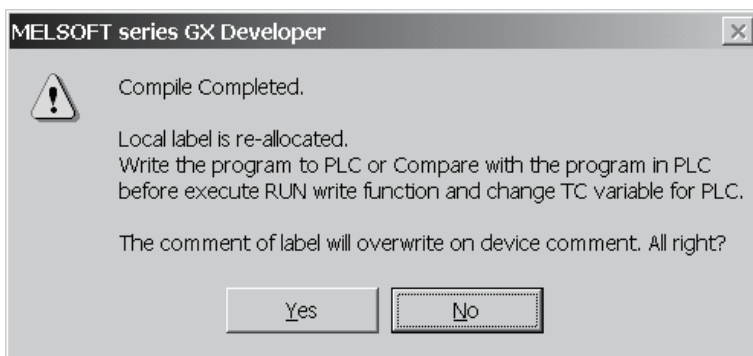 MELSOFT series GX Developer
Compile Completed.
Local label is re-allocated.
Write the program to PLC or Compare with the program in PLC
before execute RUN write function and change TC variable for PLC.
The comment of label will overwrite on device comment. All right?
Yes
No